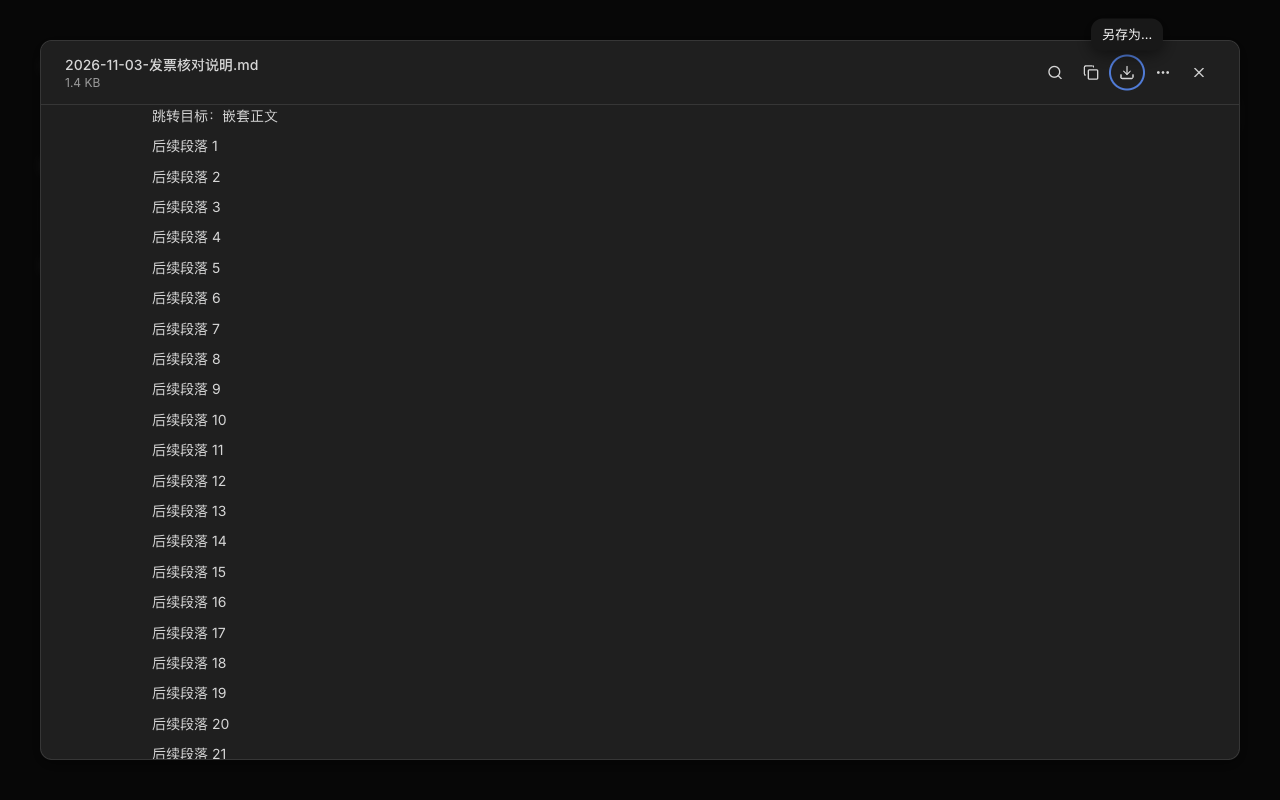 另存为...
2026-11-03-发票核对说明.md
1.4 KB
跳转目标：嵌套正文
后续段落 1
后续段落 2
后续段落 3
后续段落 4
后续段落 5
后续段落 6
后续段落 7
后续段落 8
后续段落 9
后续段落 10
后续段落 11
后续段落 12
后续段落 13
后续段落 14
后续段落 15
后续段落 16
后续段落 17
后续段落 18
后续段落 19
后续段落 20
后续段落 21